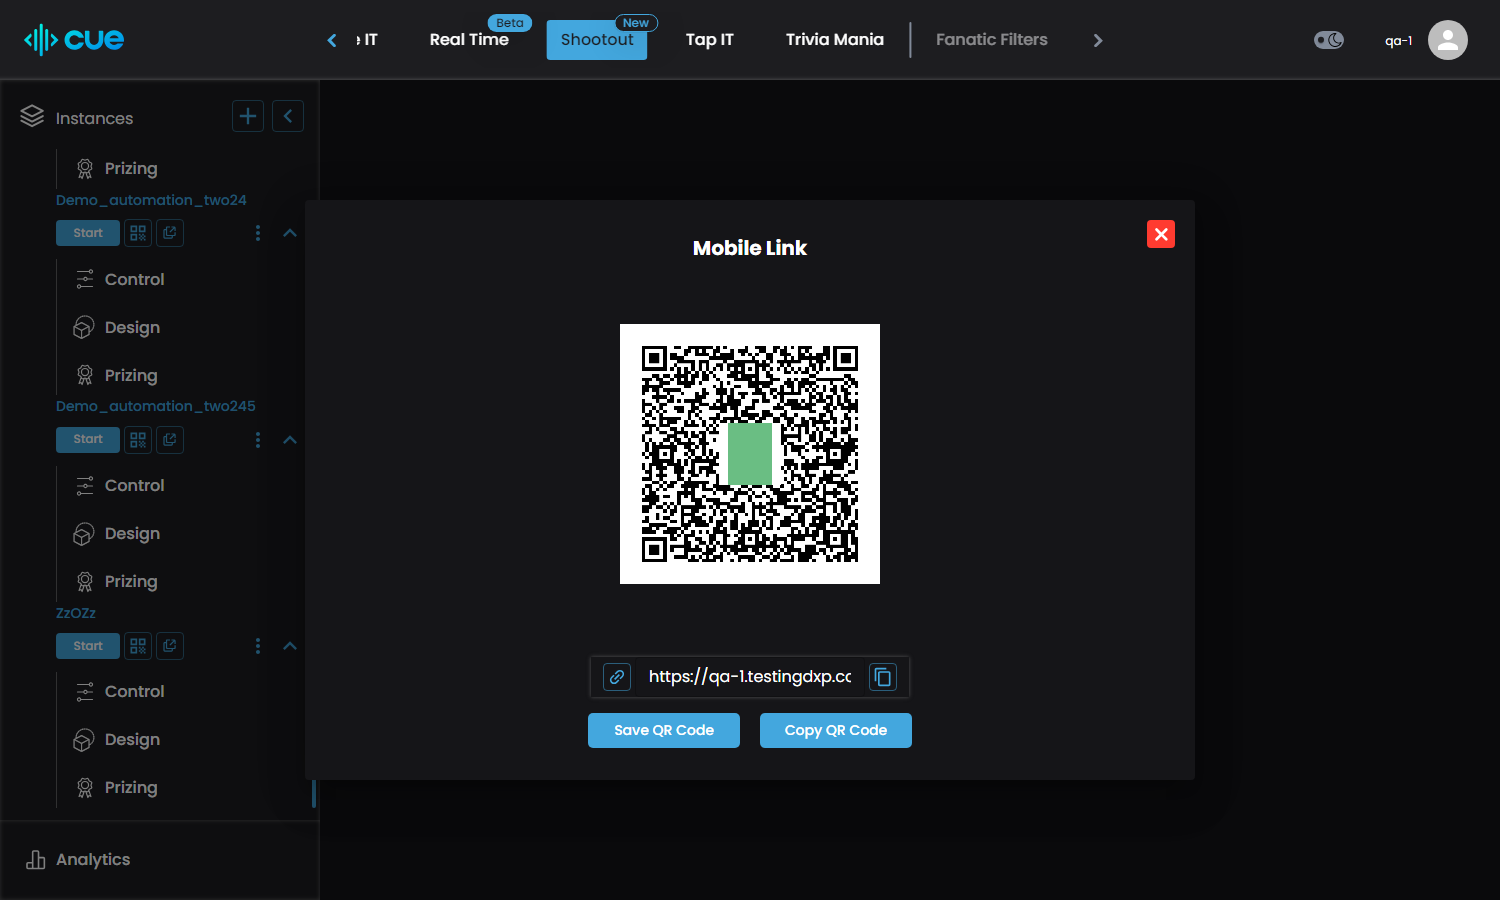 cue
e IT
Real Time
Beta
Shootout
New
Tap IT
Trivia Mania
Fanatic Filters
qa-1
Instances
Prizing
Demo_automation_two24
Start
Control
Design
Prizing
Demo_automation_two245
Start
Control
Design
Prizing
ZzOZz
Start
Control
Design
Prizing
Analytics
Mobile Link
https://qa-1.testingdxp.cc
Save QR Code
Copy QR Code